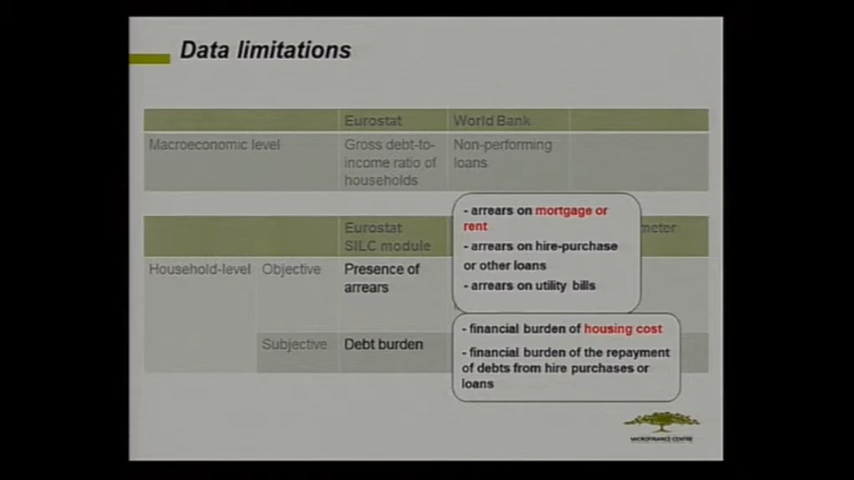 Data limitations
Eurostat World Bank
Macroeconomic level Gross debt-to- Non-performing
income ratio of loans
households
Eurostat
SILC module meter
- arrears on mortgage or
rent
- arrears on hire-purchase
or other loans
- arrears on utility bills
Household-level Objective Presence of
arrears
Subjective Debt burden
- financial burden of housing cost
- financial burden of the repayment
of debts from hire purchases or
loans
MICROFINANCE CENTRE